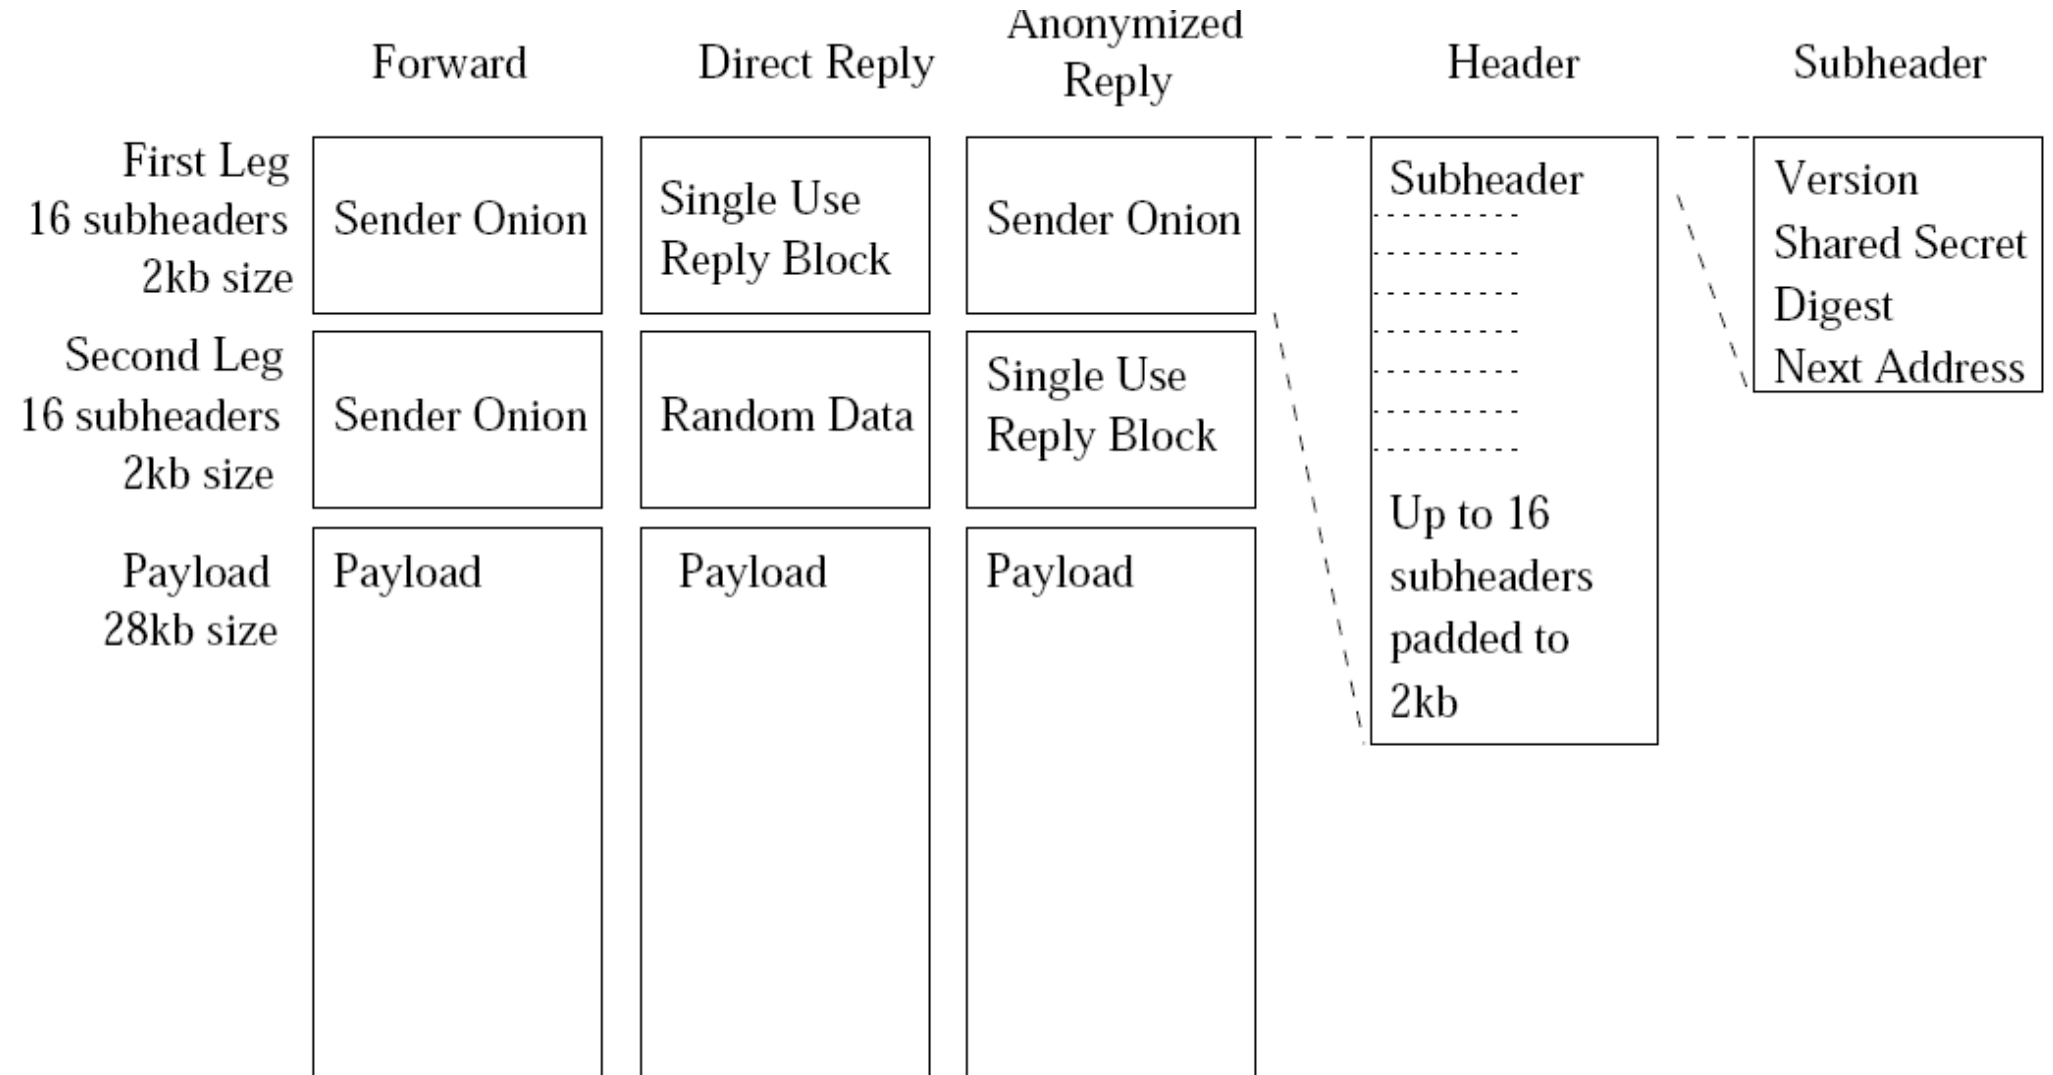 Forward
Direct Reply
Anonymized
Reply
Header
Subheader
First Leg
16 subheaders
2kb size
Sender Onion
Single Use
Reply Block
Sender Onion
Second Leg
16 subheaders
2kb size
Sender Onion
Random Data
Single Use
Reply Block
Payload
28kb size
Payload
Payload
Payload
Subheader
Up to 16
subheaders
padded to
2kb
Version
Shared Secret
Digest
Next Address